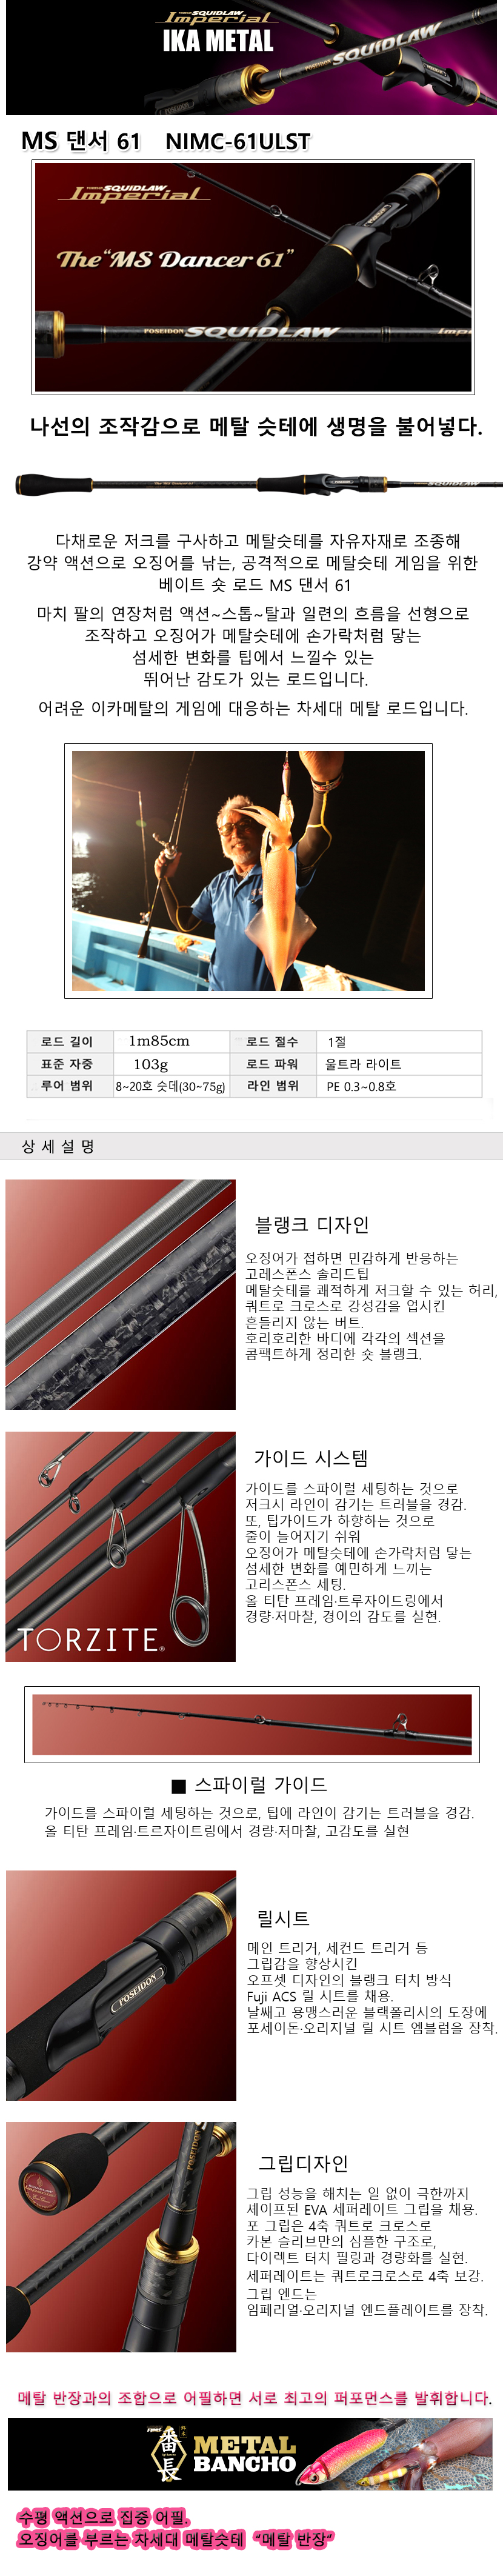 SQUIDLAW
Imperial
IKA METAL
SQUIDLAW
POSEIDON
MS 댄서 61 NIMC-61ULST
SQUIDLAW
Imperial
The "MS Dancer 61"
POSEIDON SQUIDLAW Imper
나선의 조작감으로 메탈 슷테에 생명을 불어넣다.
The "MS Dancer 61"
SQUIDLAW
다채로운 저크를 구사하고 메탈슷테를 자유자재로 조종해
강약 액션으로 오징어를 낚는, 공격적으로 메탈슷테 게임을 위한
베이트 숏 로드 MS 댄서 61
마치 팔의 연장처럼 액션~스톱~탈과 일련의 흐름을 선형으로
조작하고 오징어가 메탈슷테에 손가락처럼 닿는
섬세한 변화를 팁에서 느낄수 있는
뛰어난 감도가 있는 로드입니다.
어려운 이카메탈의 게임에 대응하는 차세대 메탈 로드입니다.
로드 길이 1m85cm 로드 절수 1절
표준 자중 103g 로드 파워 울트라 라이트
루어 범위 8~20호 슷데(30~75g) 라인 범위 PE 0.3~0.8호
상 세 설 명
블랭크 디자인
오징어가 접하면 민감하게 반응하는
고레스폰스 솔리드팁
메탈슷테를 쾌적하게 저크할 수 있는 허리,
쿼트로 크로스로 강성감을 업시킨
흔들리지 않는 버트.
호리호리한 바디에 각각의 섹션을
콤팩트하게 정리한 숏 블랭크.
가이드 시스템
가이드를 스파이럴 세팅하는 것으로
저크시 라인이 감기는 트러블을 경감.
또, 팁가이드가 하향하는 것으로
줄이 늘어지기 쉬워
오징어가 메탈슷테에 손가락처럼 닿는
섬세한 변화를 예민하게 느끼는
고리스폰스 세팅.
올 티탄 프레임·트루자이드링에서
경량·저마찰, 경이의 감도를 실현.
TORZITE®
■ 스파이럴 가이드
가이드를 스파이럴 세팅하는 것으로, 팁에 라인이 감기는 트러블을 경감.
올 티탄 프레임·트르자이트링에서 경량·저마찰, 고감도를 실현
릴시트
메인 트리거, 세컨드 트리거 등
그립감을 향상시킨
오프셋 디자인의 블랭크 터치 방식
Fuji ACS 릴 시트를 채용.
날쌔고 용맹스러운 블랙폴리시의 도장에
포세이돈·오리지널 릴 시트 엠블럼을 장착.
POSEIDON
POSEIDON
그립디자인
그립 성능을 해치는 일 없이 극한까지
셰이프된 EVA 세퍼레이트 그립을 채용.
포 그립은 4축 쿼트로 크로스로
카본 슬리브만의 심플한 구조로,
다이렉트 터치 필링과 경량화를 실현.
세퍼레이트는 쿼트로크로스로 4축 보강.
그립 엔드는
임페리얼·오리지널 엔드플레이트를 장착.
메탈 반장과의 조합으로 어필하면 서로 최고의 퍼포먼스를 발휘합니다.
番長
METAL
BANCHO
수평 액션으로 집중 어필.
오징어를 부르는 차세대 메탈슷테 "메탈 반장"